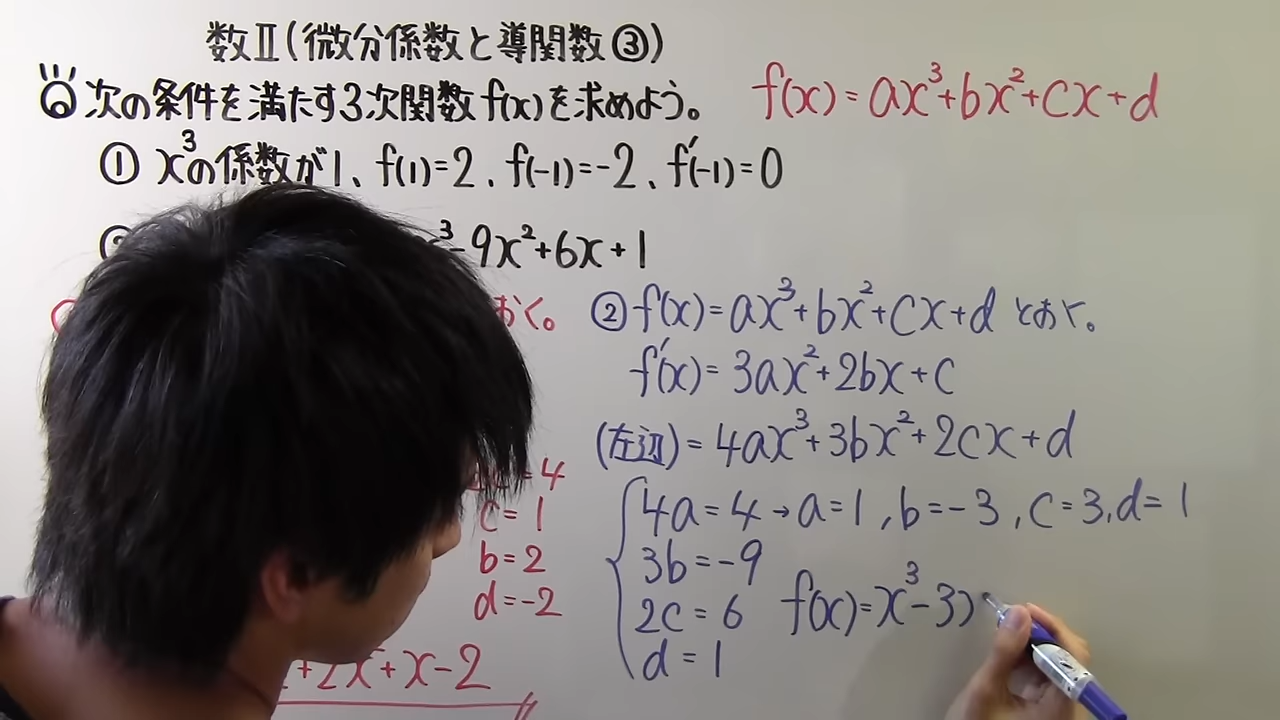 数Ⅱ(微分係数と導関数③)
次の条件を満たす3次関数f(x)を求めよう。
f(x)=ax³+bx²+cx+d
① x³の係数が1、f(1)=2、f(-1)=-2、f'(-1)=0
³-9x²+6x+1
おく。
② f(x)=ax³+bx²+cx+d とおく。
f'(x)=3ax²+2bx+c
(左辺)=4ax³+3bx²+2cx+d
=4
c=1
b=2
d=-2
+2x²+x-2
4a=4→a=1,b=-3,c=3,d=1
3b=-9
2c=6
d=1
f(x)=x³-3